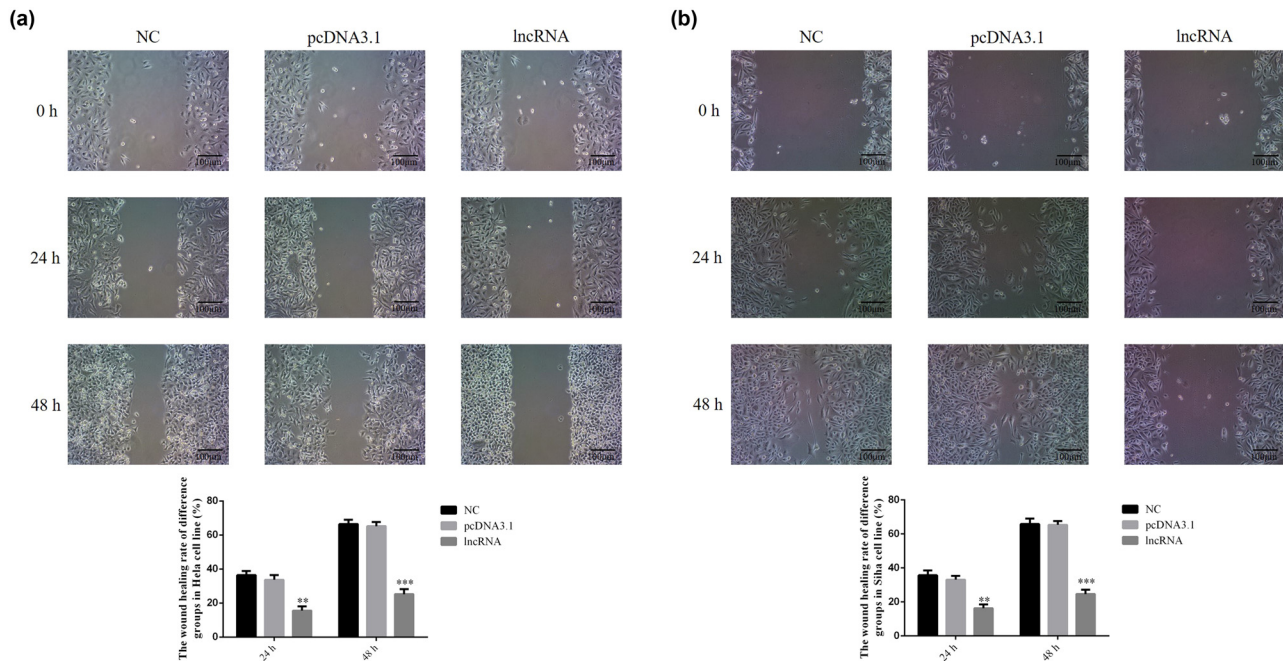 (a)
NC pcDNA3.1 lncRNA
0 h
100μm 100μm 100μm
24 h
100μm 100μm 100μm
48 h
100μm 100μm 100μm
The wound healing rate of difference
groups in Hela cell line (%)
80
60
40
20
0
** ***
24 h 48 h
NC
pcDNA3.1
lncRNA
(b)
NC pcDNA3.1 lncRNA
0 h
100μm 100μm 100μm
24 h
100μm 100μm 100μm
48 h
100μm 100μm 100μm
The wound healing rate of difference
groups in Siha cell line (%)
80
60
40
20
0
** ***
24 h 48 h
NC
pcDNA3.1
lncRNA